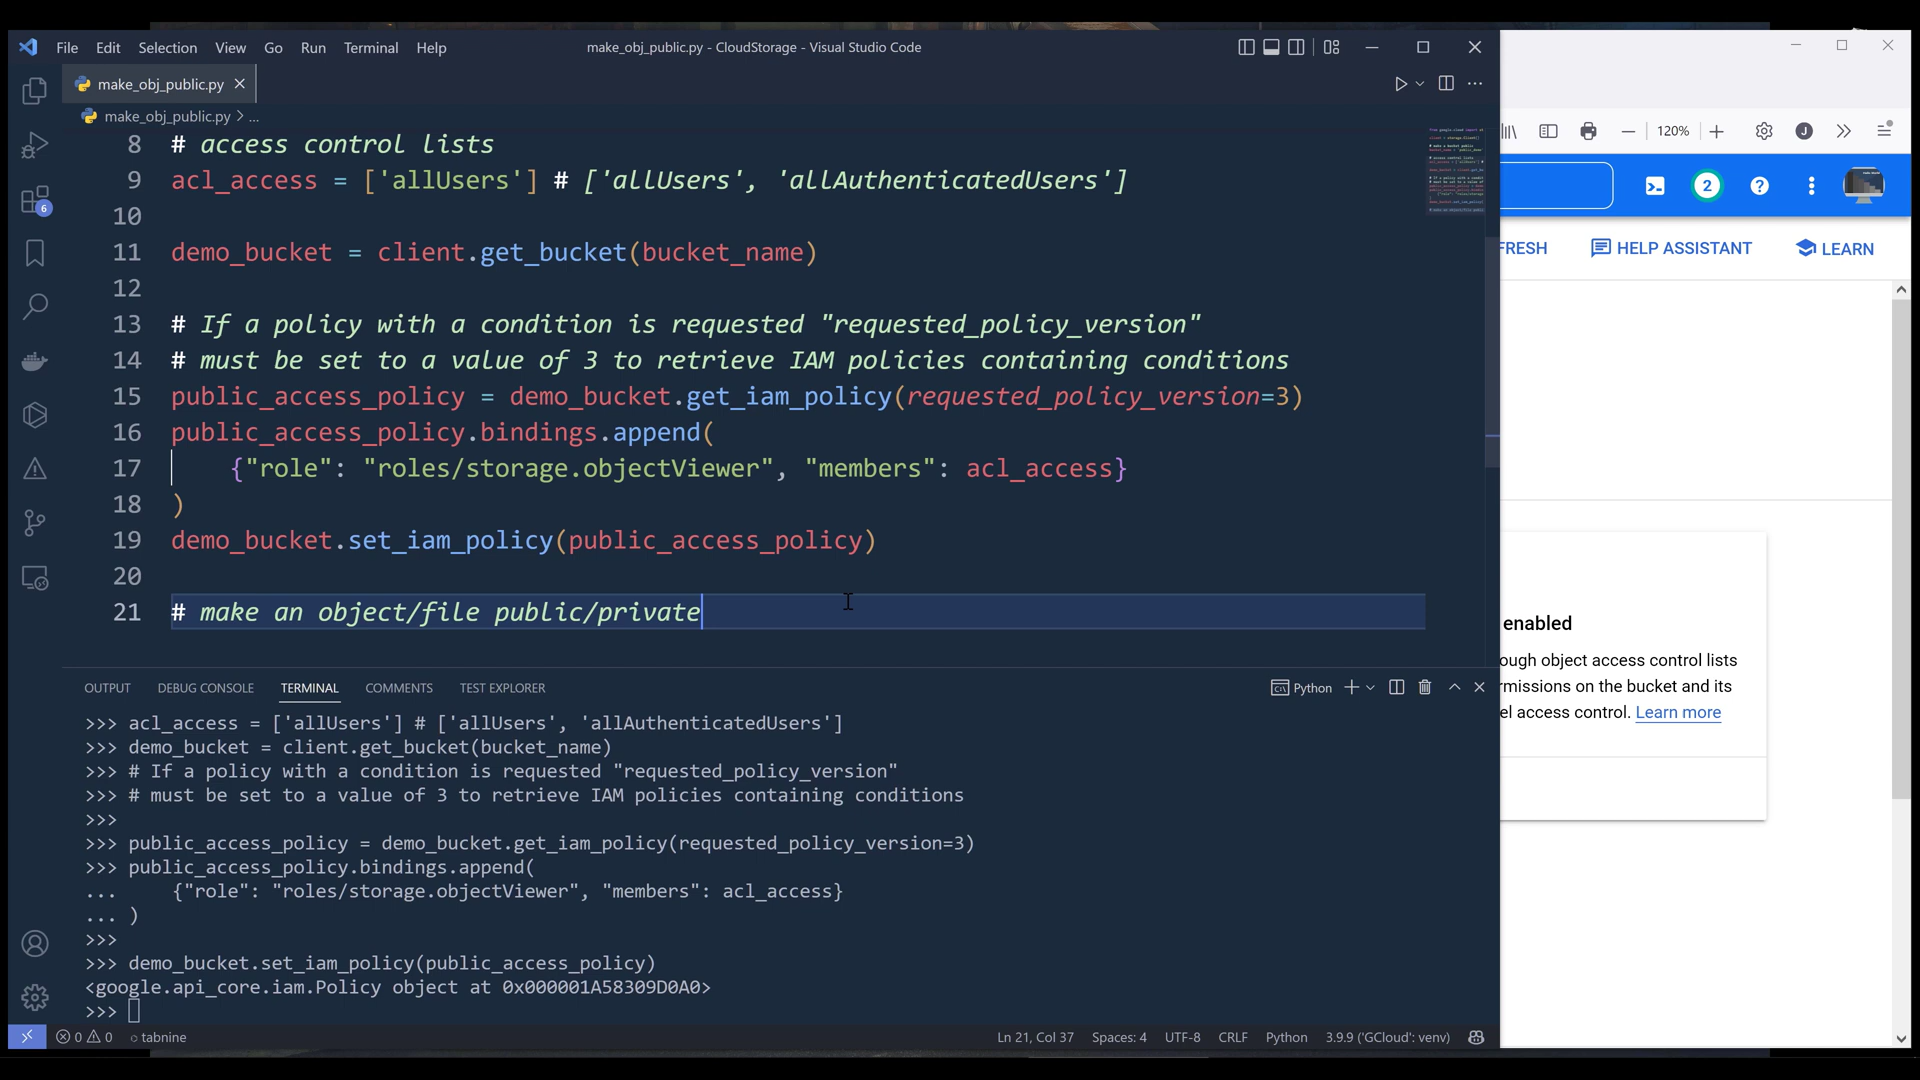 File Edit Selection View Go Run Terminal Help
make_obj_public.py - CloudStorage - Visual Studio Code
make_obj_public.py
make_obj_public.py > ...
8 # access control lists
9 acl_access = ['allUsers'] # ['allUsers', 'allAuthenticatedUsers']
10
11 demo_bucket = client.get_bucket(bucket_name)
12
13 # If a policy with a condition is requested "requested_policy_version"
14 # must be set to a value of 3 to retrieve IAM policies containing conditions
15 public_access_policy = demo_bucket.get_iam_policy(requested_policy_version=3)
16 public_access_policy.bindings.append(
17 {"role": "roles/storage.objectViewer", "members": acl_access}
18 )
19 demo_bucket.set_iam_policy(public_access_policy)
20
21 # make an object/file public/private
6
OUTPUT DEBUG CONSOLE TERMINAL COMMENTS TEST EXPLORER
Python
>>> acl_access = ['allUsers'] # ['allUsers', 'allAuthenticatedUsers']
>>> demo_bucket = client.get_bucket(bucket_name)
>>> # If a policy with a condition is requested "requested_policy_version"
>>> # must be set to a value of 3 to retrieve IAM policies containing conditions
>>>
>>> public_access_policy = demo_bucket.get_iam_policy(requested_policy_version=3)
>>> public_access_policy.bindings.append(
... {"role": "roles/storage.objectViewer", "members": acl_access}
... )
>>>
>>> demo_bucket.set_iam_policy(public_access_policy)
<google.api_core.iam.Policy object at 0x000001A58309D0A0>
>>>
0 0 tabnine
Ln 21, Col 37 Spaces: 4 UTF-8 CRLF Python 3.9.9 ('GCloud': venv)
120% J
2
FRESH HELP ASSISTANT LEARN
enabled
ough object access control lists
rmissions on the bucket and its
el access control. Learn more